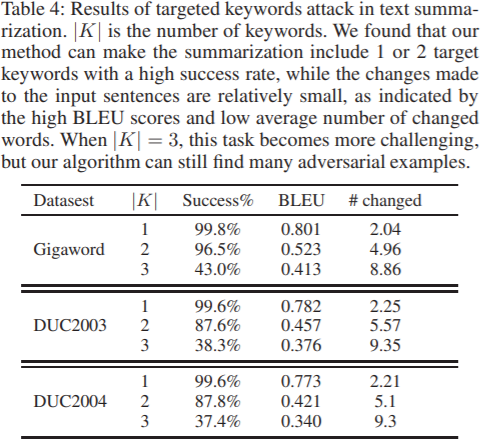 Table 4: Results of targeted keywords attack in text summa-
rization. |K| is the number of keywords. We found that our
method can make the summarization include 1 or 2 target
keywords with a high success rate, while the changes made
to the input sentences are relatively small, as indicated by
the high BLEU scores and low average number of changed
words. When |K| = 3, this task becomes more challenging,
but our algorithm can still find many adversarial examples.
Datasest |K| Success% BLEU # changed
1 99.8% 0.801 2.04
Gigaword 2 96.5% 0.523 4.96
3 43.0% 0.413 8.86
1 99.6% 0.782 2.25
DUC2003 2 87.6% 0.457 5.57
3 38.3% 0.376 9.35
1 99.6% 0.773 2.21
DUC2004 2 87.8% 0.421 5.1
3 37.4% 0.340 9.3